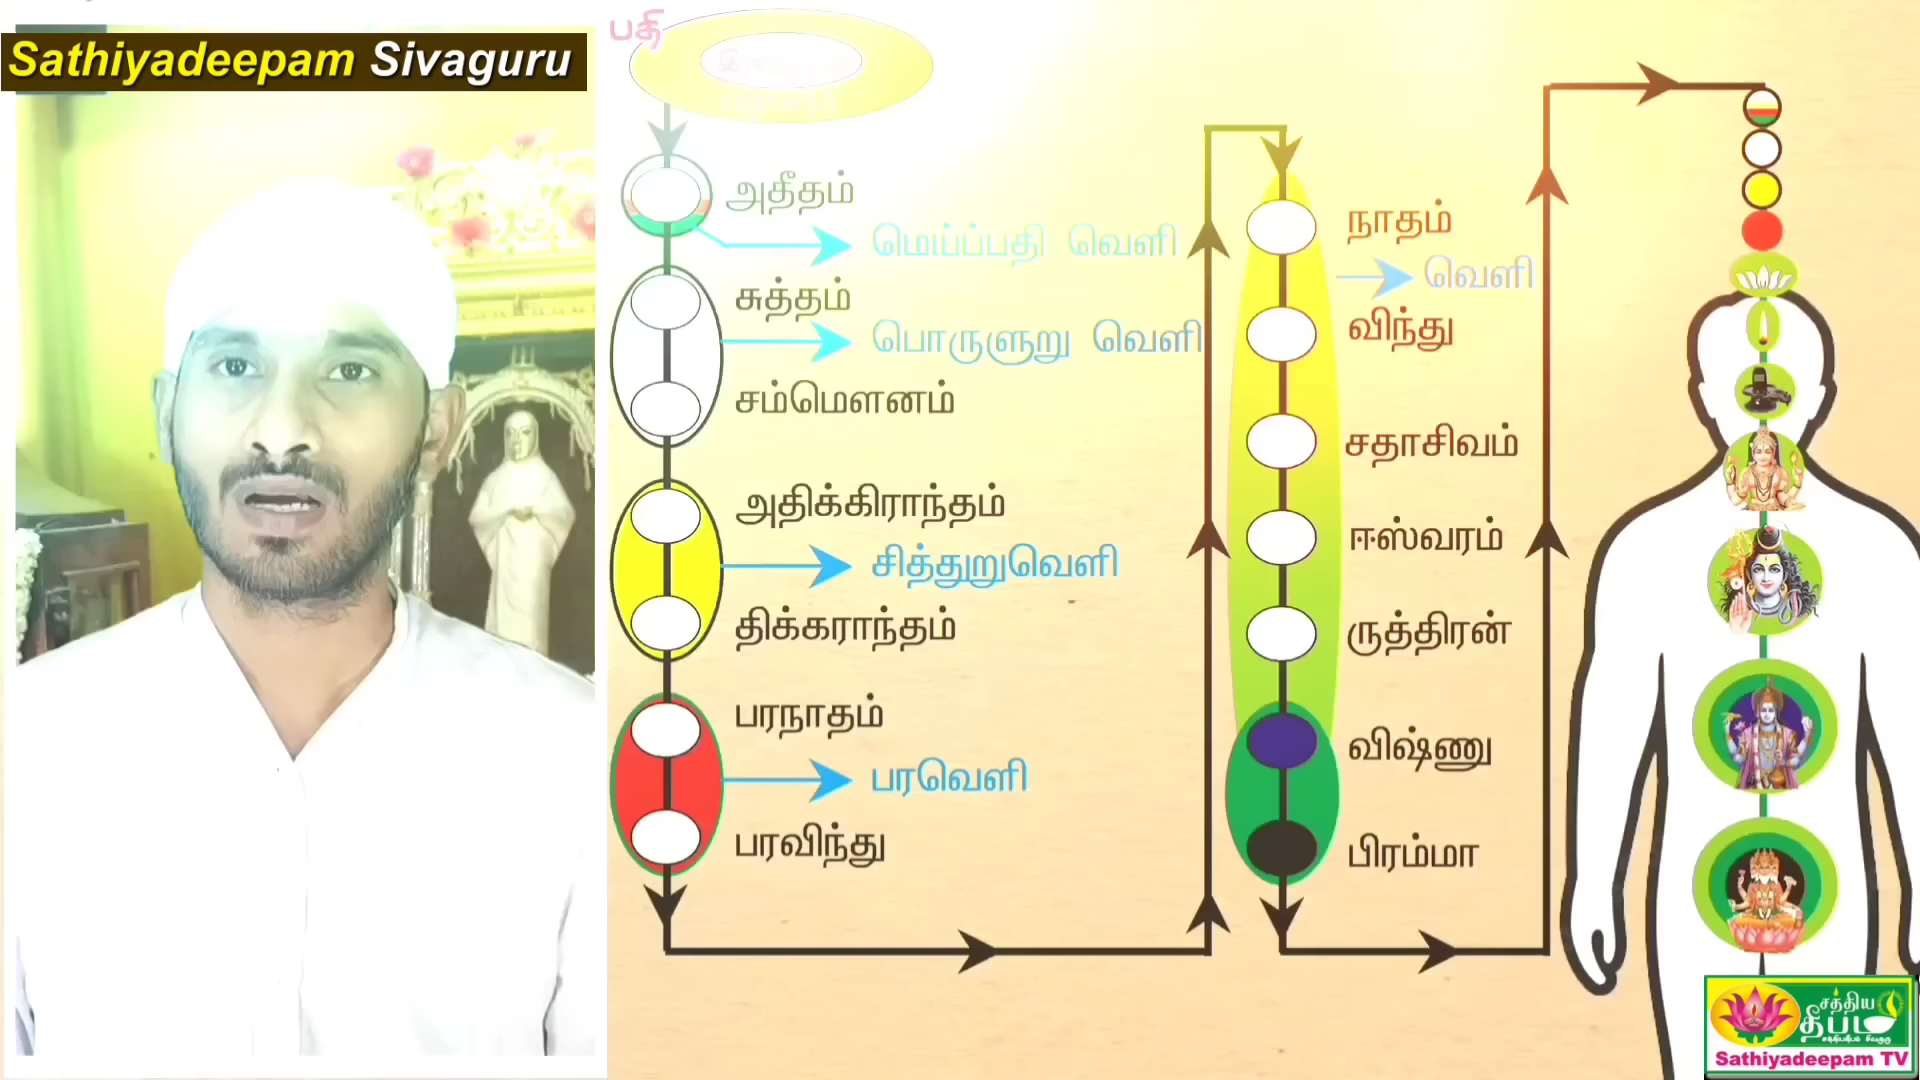 Sathiyadeepam Sivaguru
பதி
அதீதம்
மெய்ப்பதி வெளி
சுத்தம்
பொருளுறு வெளி
சம்மௌனம்
அதிக்கிராந்தம்
சித்துறுவெளி
திக்கராந்தம்
பரநாதம்
பரவெளி
பரவிந்து
நாதம்
வெளி
விந்து
சதாசிவம்
ஈஸ்வரம்
ருத்திரன்
விஷ்ணு
பிரம்மா
சத்திய
தீபம்
Sathiyadeepam TV